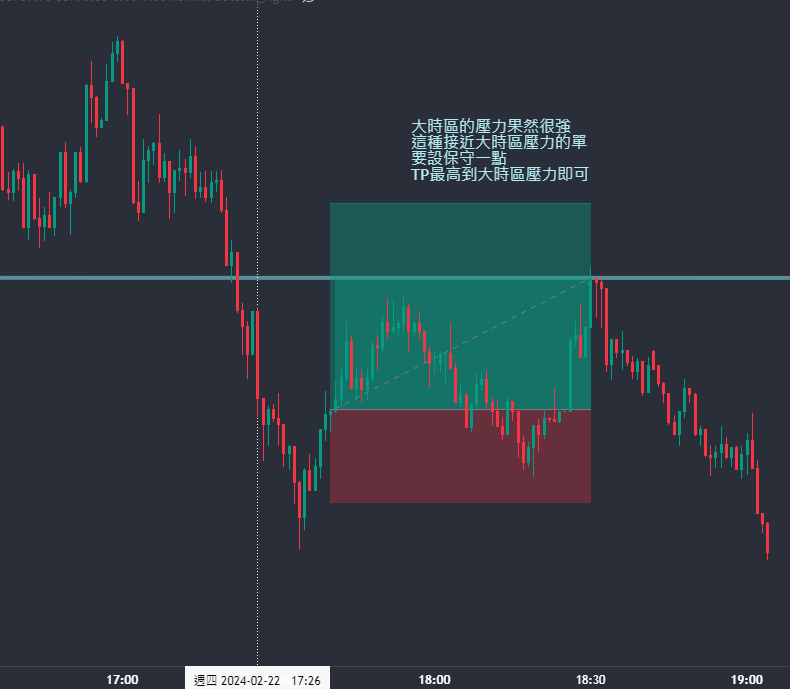 大時區的壓力果然很強
這種接近大時區壓力的單
要設保守一點
TP最高到大時區壓力即可
17:00
週四 2024-02-22 17:26
18:00
18:30
19:00